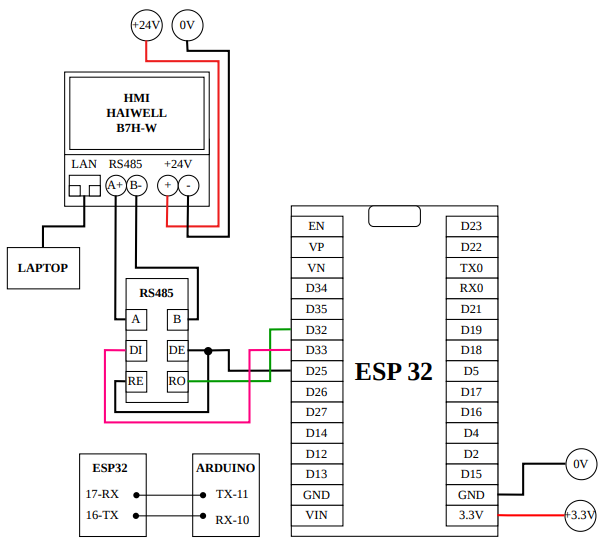 +24V 0V
HMI
HAIWELL
B7H-W
LAN RS485 +24V
A+ B- + -
LAPTOP
RS485
A B
DI DE
RE RO
ESP32 ARDUINO
17-RX TX-11
16-TX RX-10
EN D23
VP D22
VN TX0
D34 RX0
D35 D21
D32 D19
D33 D18
ESP 32
D25 D5
D26 D17
D27 D16
D14 D4
D12 D2
D13 D15
GND GND
VIN 3.3V
0V
+3.3V